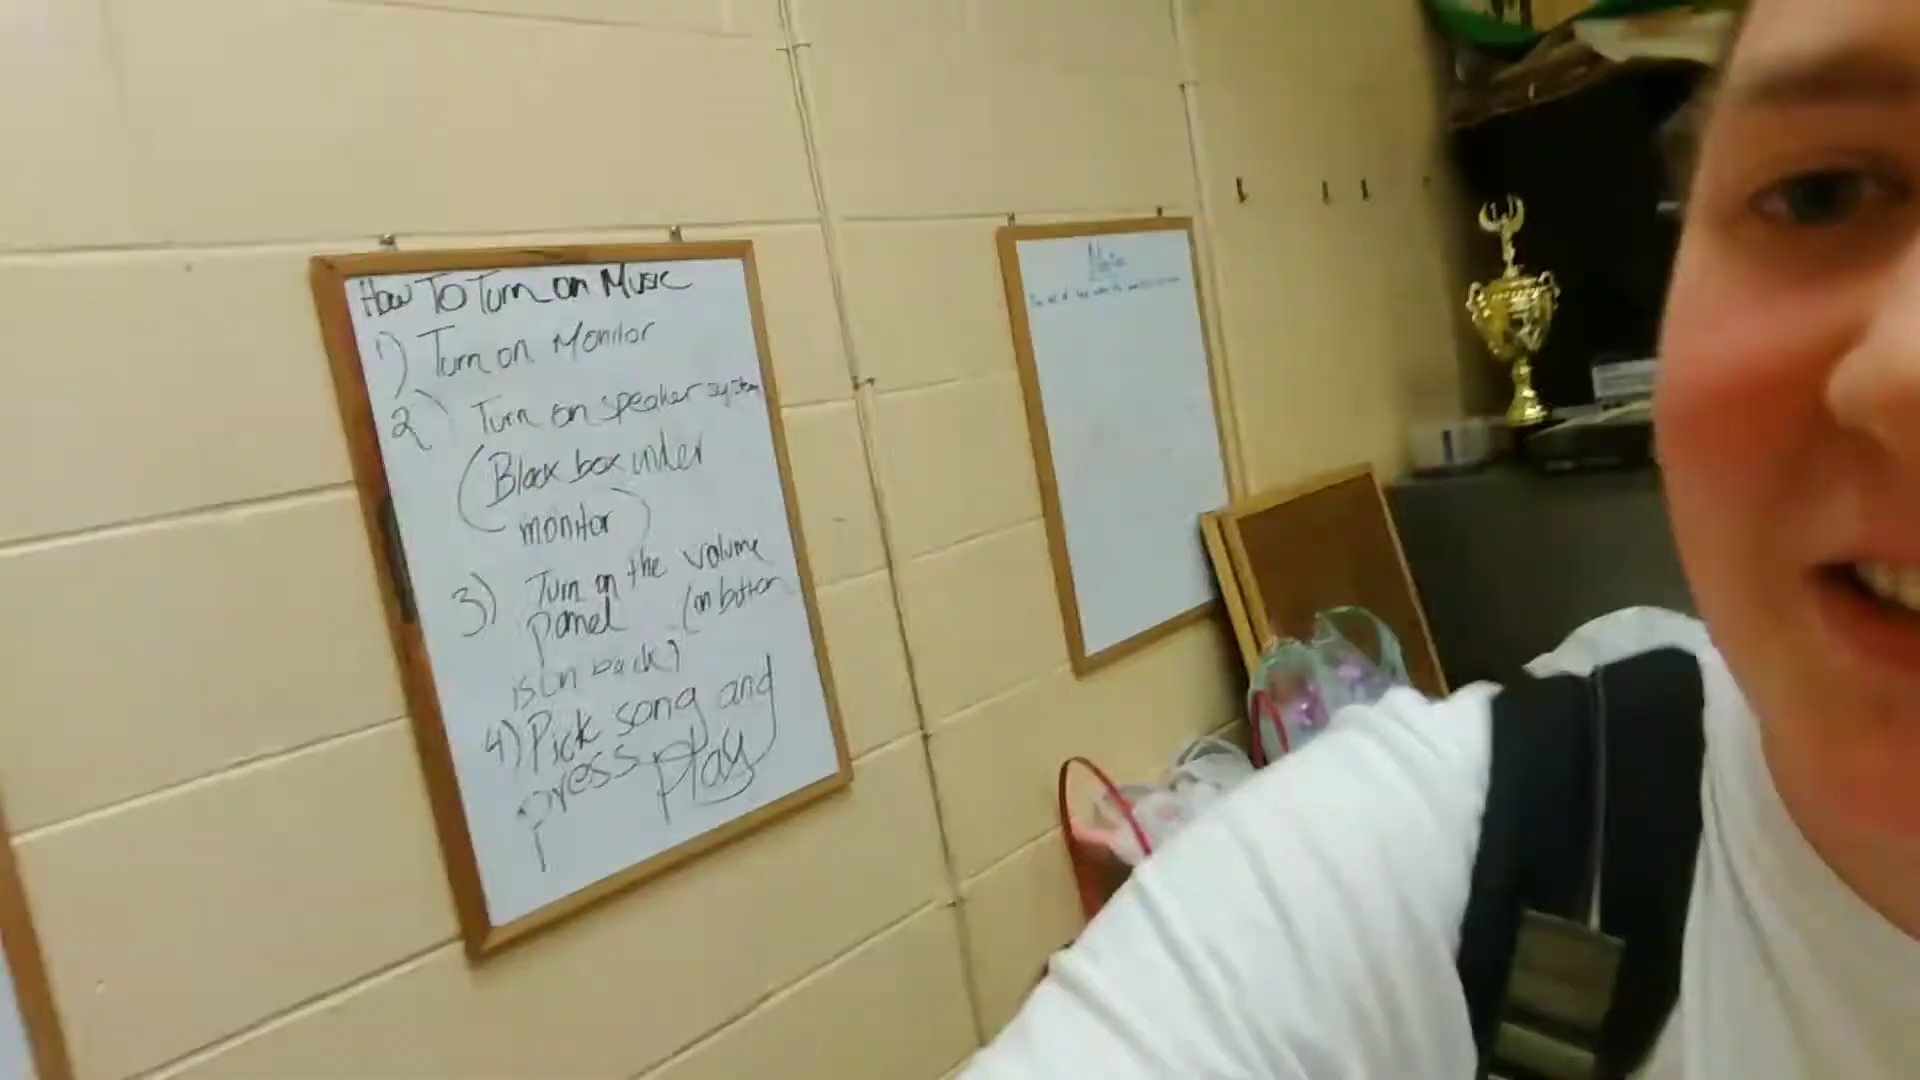 How To Turn on Music
1) Turn on Monitor
2) Turn on speaker system
(Black box under
monitor)
3) Turn on the volume
panel (on button
is on back)
4) Pick song and
press play